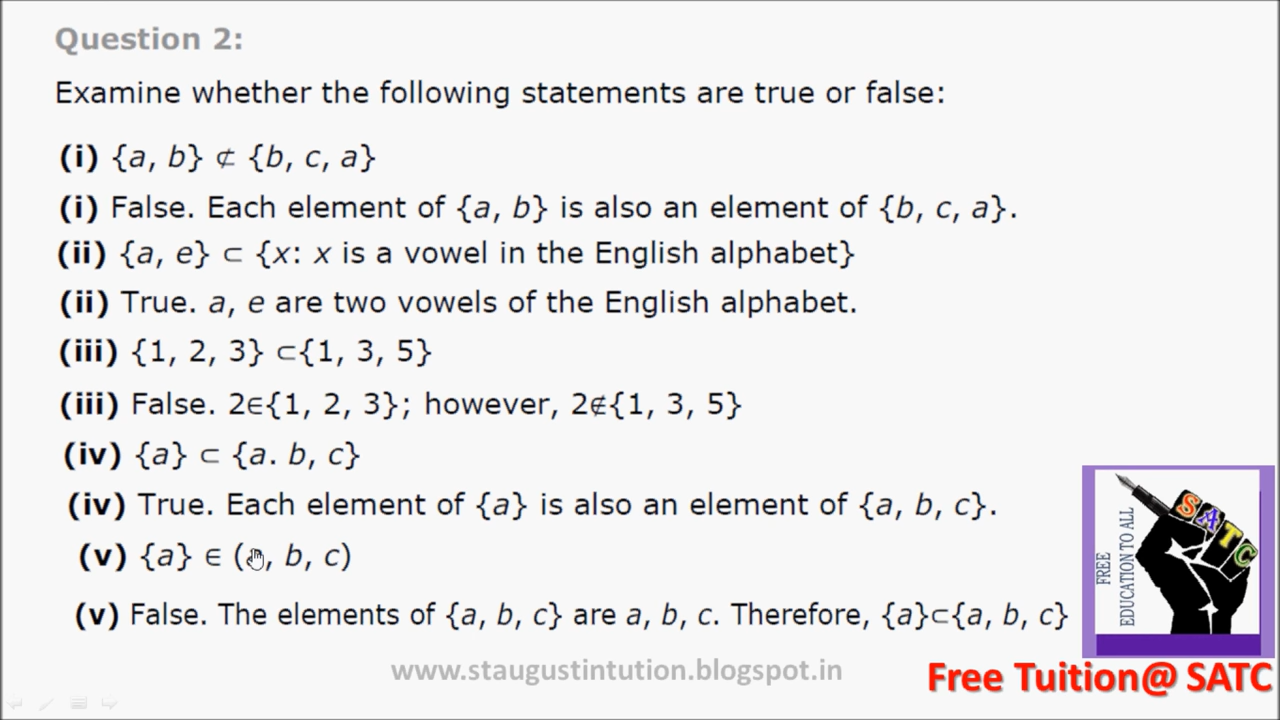 Question 2:
Examine whether the following statements are true or false:
(i) {a, b} ⊄ {b, c, a}
(i) False. Each element of {a, b} is also an element of {b, c, a}.
(ii) {a, e} ⊂ {x: x is a vowel in the English alphabet}
(ii) True. a, e are two vowels of the English alphabet.
(iii) {1, 2, 3} ⊂{1, 3, 5}
(iii) False. 2∈{1, 2, 3}; however, 2∉{1, 3, 5}
(iv) {a} ⊂ {a. b, c}
(iv) True. Each element of {a} is also an element of {a, b, c}.
(v) {a} ∈ (, b, c)
(v) False. The elements of {a, b, c} are a, b, c. Therefore, {a}⊂{a, b, c}
FREE
EDUCATION TO ALL
SATC
www.staugustintution.blogspot.in
Free Tuition@ SATC